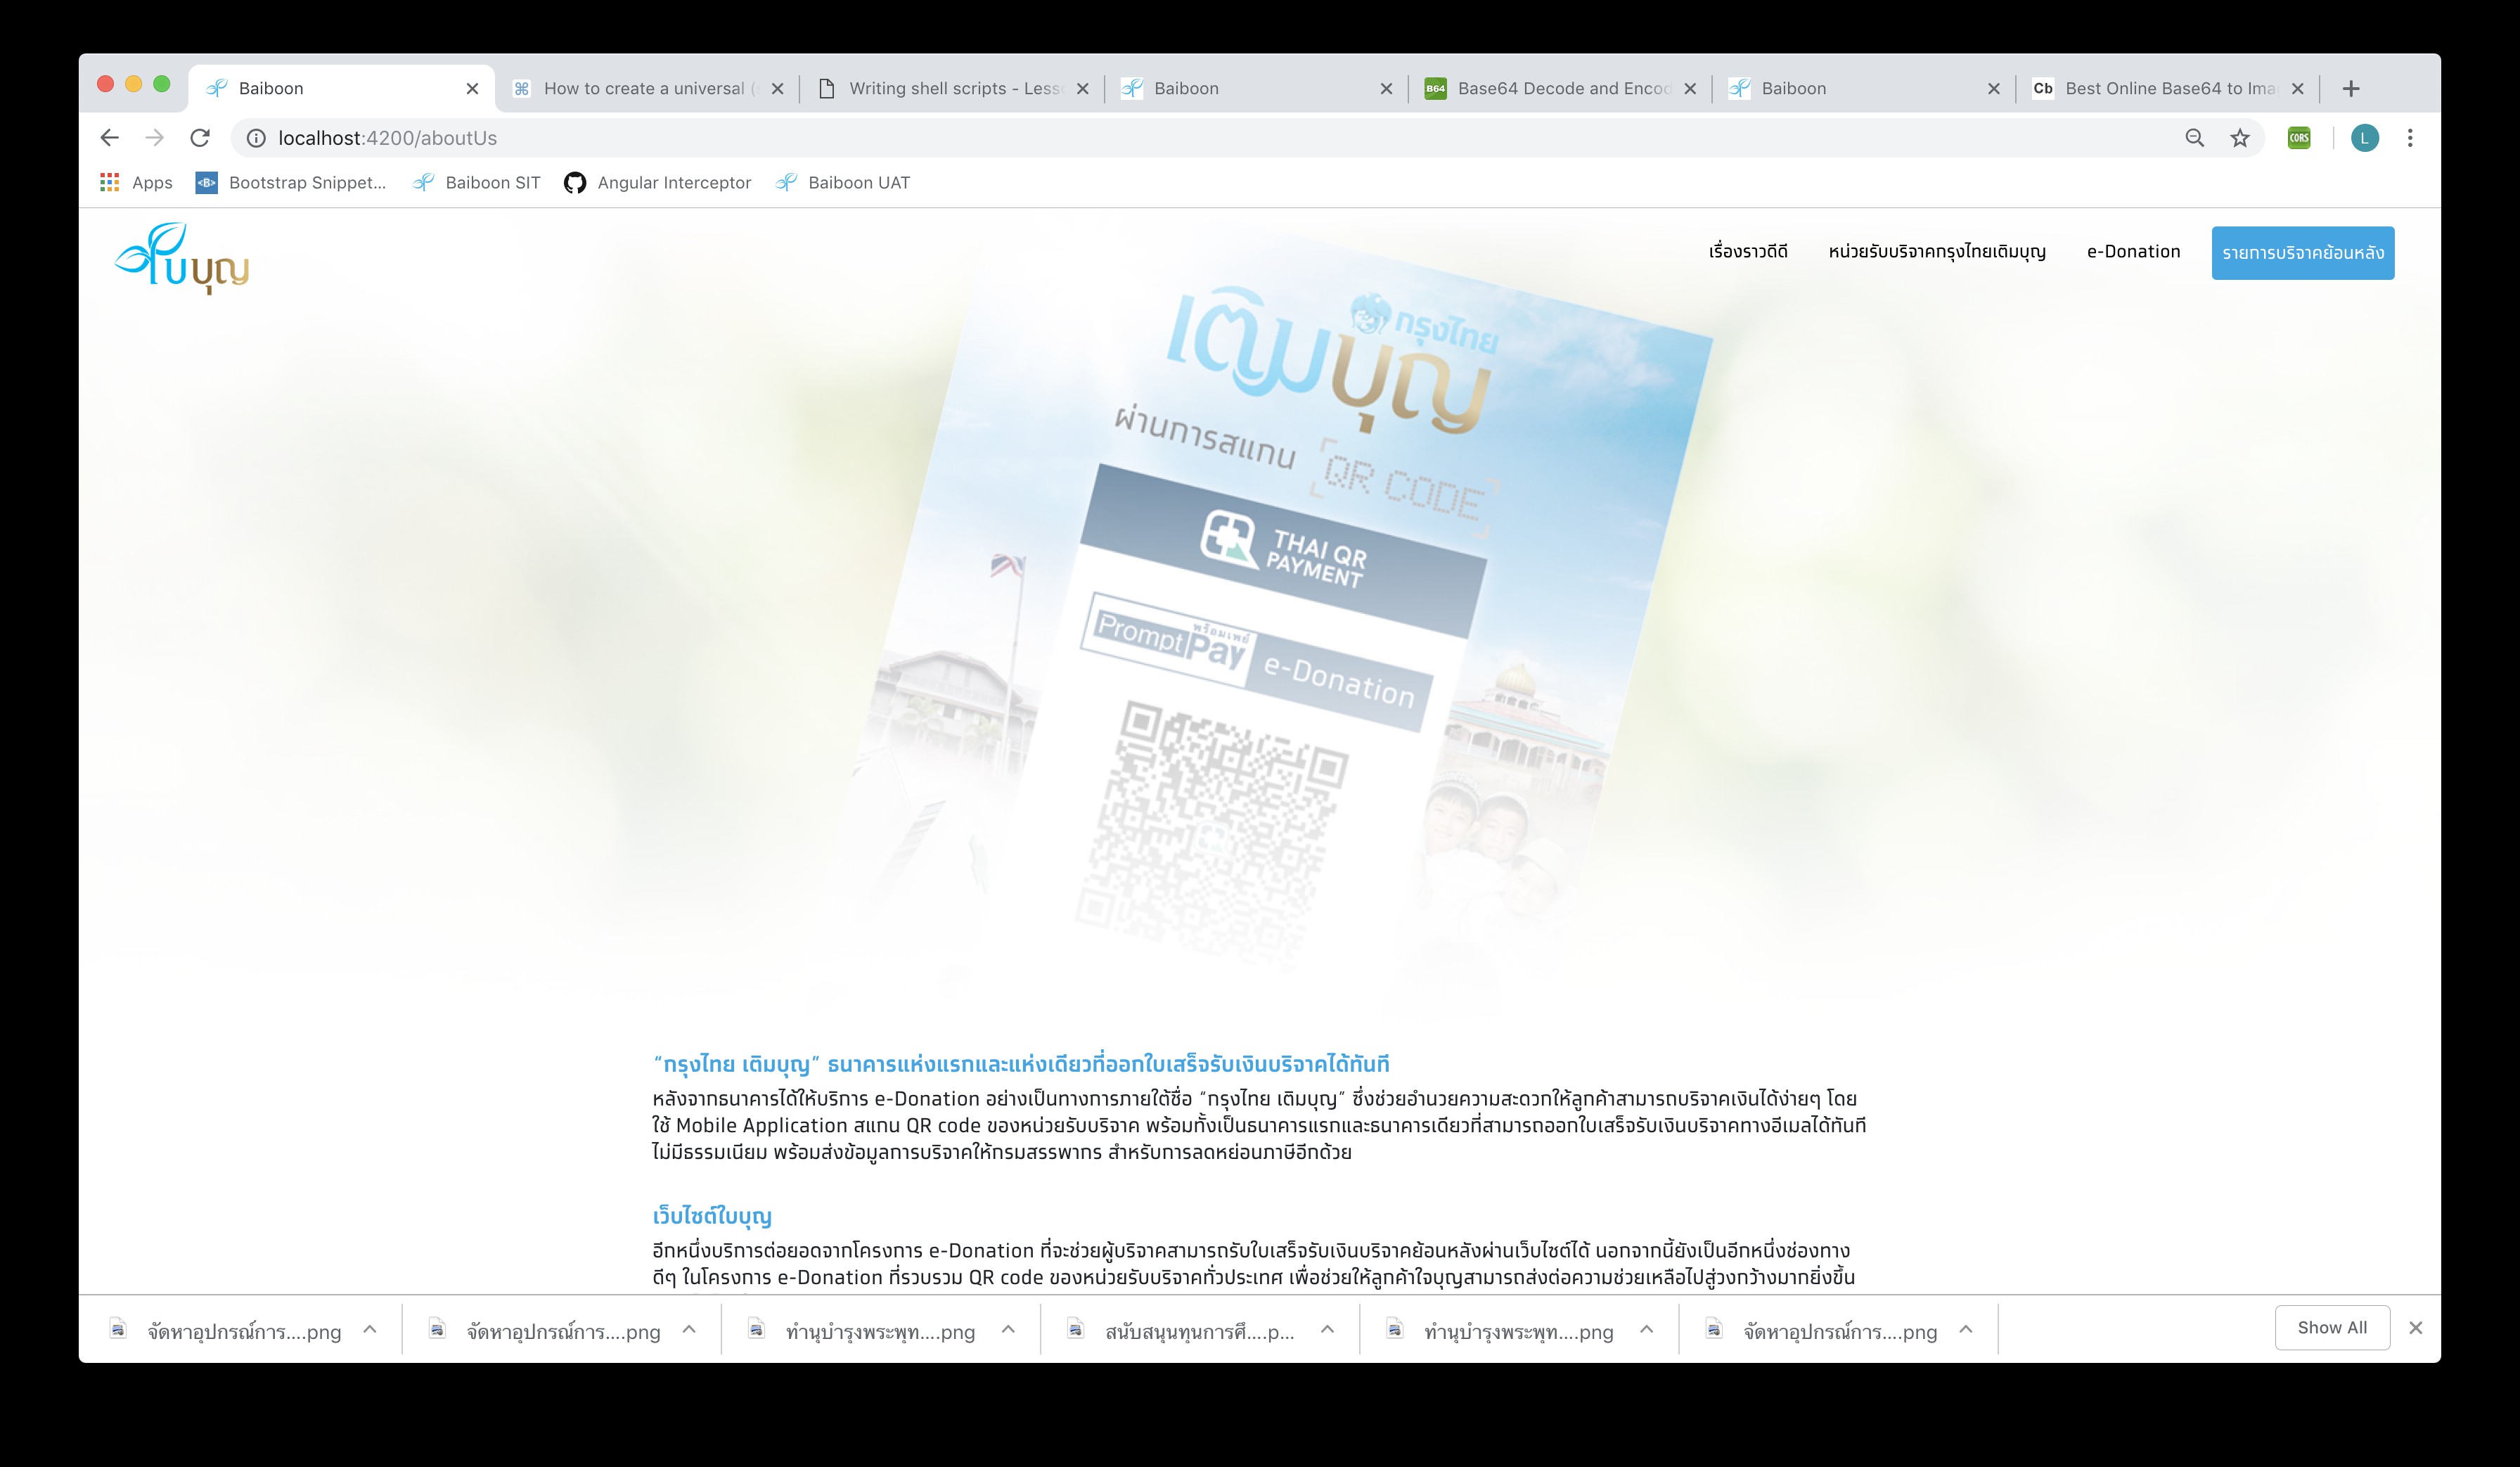 Baiboon
How to create a universal (
Writing shell scripts - Less
Baiboon
Base64 Decode and Encod
Baiboon
Best Online Base64 to Ima
localhost:4200/aboutUs
CORS
L
Apps
Bootstrap Snippet...
Baiboon SIT
Angular Interceptor
Baiboon UAT
ใบบุญ
เรื่องราวดีดี
หน่วยรับบริจาคกรุงไทยเติมบุญ
e-Donation
รายการบริจาคย้อนหลัง
กรุงไทย
เติมบุญ
ผ่านการสแกน QR CODE
THAI QR
PAYMENT
พร้อมเพย์
PromptPay e-Donation
“กรุงไทย เติมบุญ” ธนาคารแห่งแรกและแห่งเดียวที่ออกใบเสร็จรับเงินบริจาคได้ทันที
หลังจากธนาคารได้ให้บริการ e-Donation อย่างเป็นทางการภายใต้ชื่อ “กรุงไทย เติมบุญ” ซึ่งช่วยอำนวยความสะดวกให้ลูกค้าสามารถบริจาคเงินได้ง่ายๆ โดย
ใช้ Mobile Application สแกน QR code ของหน่วยรับบริจาค พร้อมทั้งเป็นธนาคารแรกและธนาคารเดียวที่สามารถออกใบเสร็จรับเงินบริจาคทางอีเมลได้ทันที
ไม่มีธรรมเนียม พร้อมส่งข้อมูลการบริจาคให้กรมสรรพากร สำหรับการลดหย่อนภาษีอีกด้วย
เว็บไซต์ใบบุญ
อีกหนึ่งบริการต่อยอดจากโครงการ e-Donation ที่จะช่วยผู้บริจาคสามารถรับใบเสร็จรับเงินบริจาคย้อนหลังผ่านเว็บไซต์ได้ นอกจากนี้ยังเป็นอีกหนึ่งช่องทาง
ดีๆ ในโครงการ e-Donation ที่รวบรวม QR code ของหน่วยรับบริจาคทั่วประเทศ เพื่อช่วยให้ลูกค้าใจบุญสามารถส่งต่อความช่วยเหลือไปสู่วงกว้างมากยิ่งขึ้น
จัดหาอุปกรณ์การ....png
จัดหาอุปกรณ์การ....png
ทำนุบำรุงพระพุท....png
สนับสนุนทุนการศึ....p...
ทำนุบำรุงพระพุท....png
จัดหาอุปกรณ์การ....png
Show All